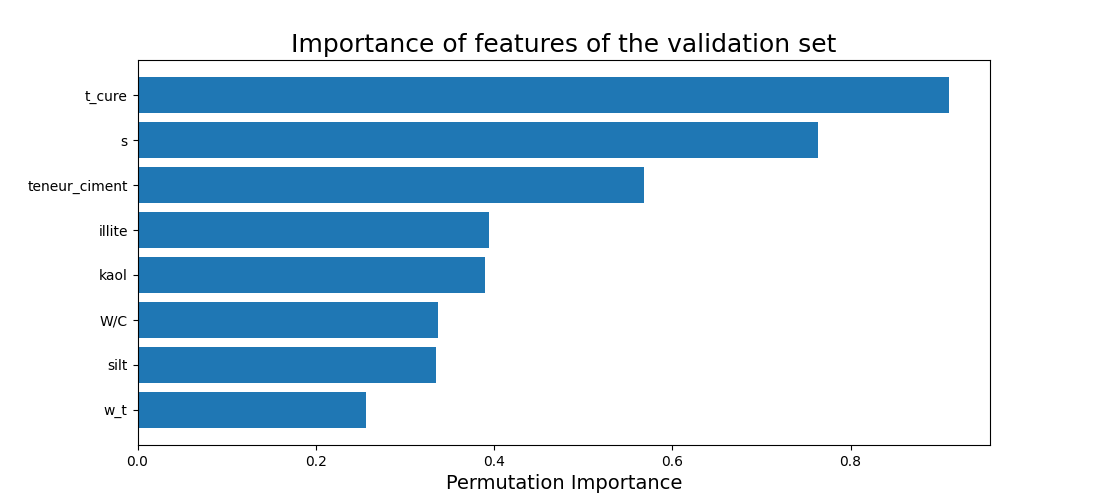 Importance of features of the validation set
t_cure
s
teneur_ciment
illite
kaol
W/C
silt
w_t
0.0 0.2 0.4 0.6 0.8
Permutation Importance